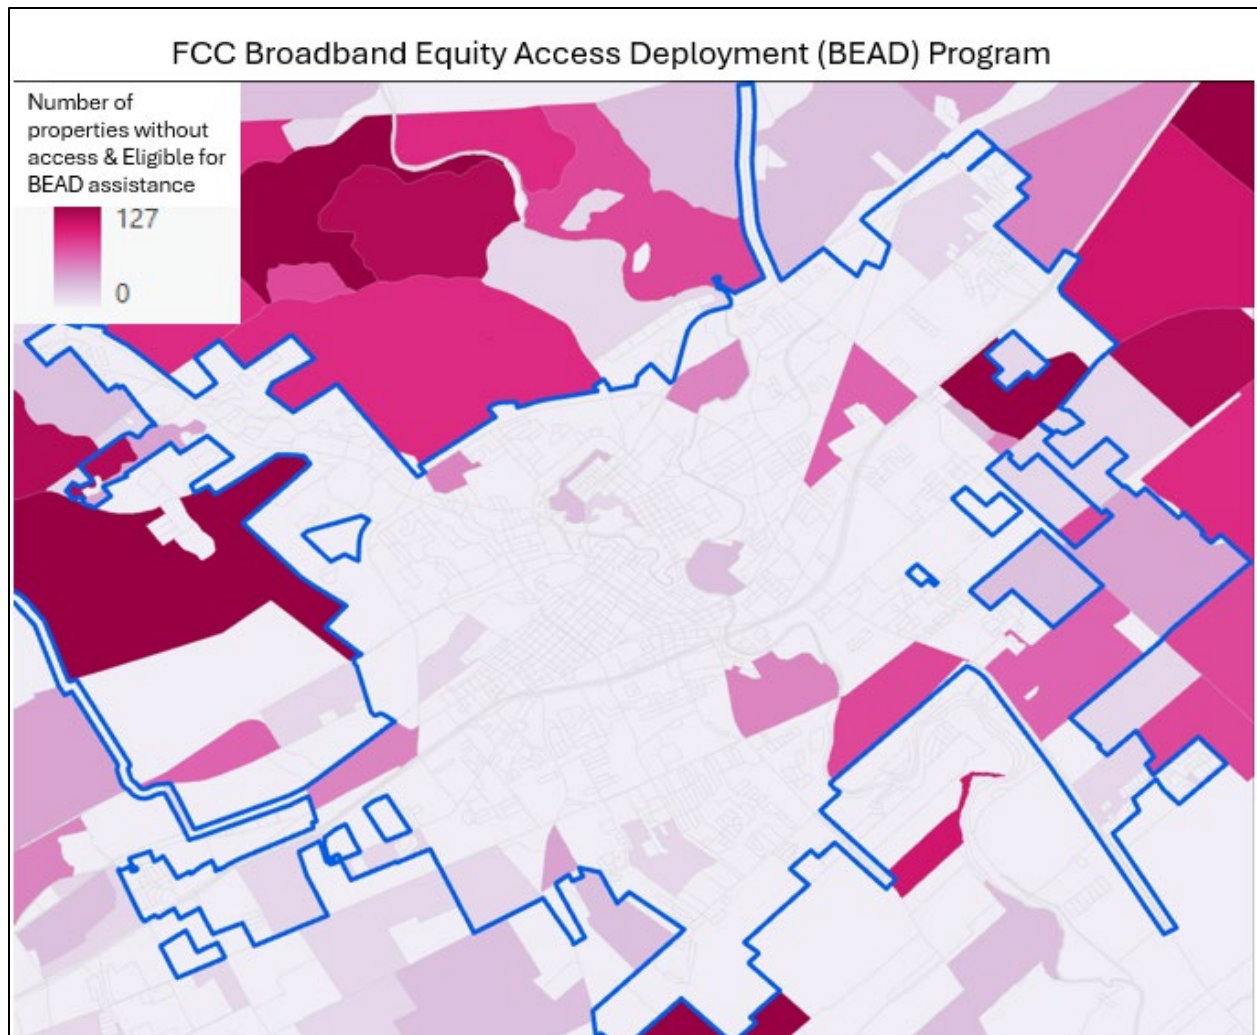 FCC Broadband Equity Access Deployment (BEAD) Program
Number of
properties without
access & Eligible for
BEAD assistance
127
0